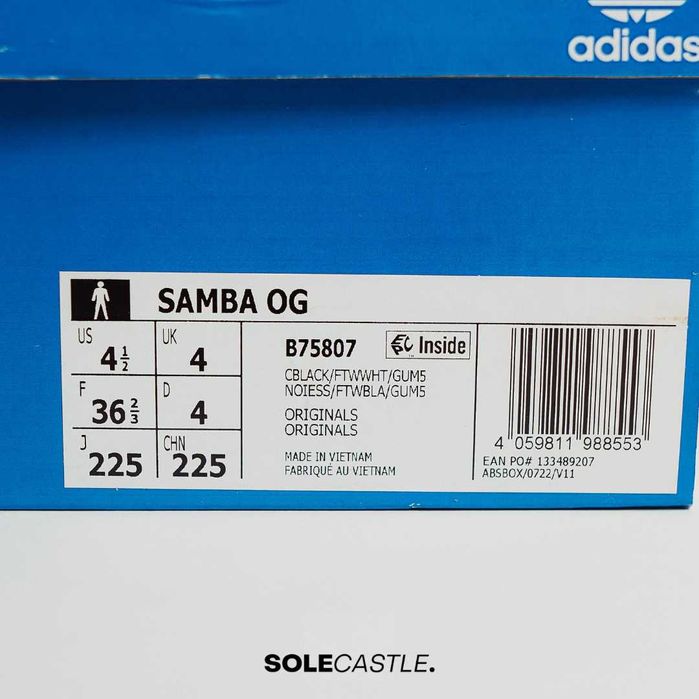 adidas
SAMBA OG
US 4 1/2 UK 4
F 36 2/3 D 4
J 225 CHN 225
B75807 Inside
CBLACK/FTWWHT/GUM5
NOIESS/FTWBLA/GUM5
ORIGINALS
ORIGINALS
MADE IN VIETNAM
FABRIQUÉ AU VIETNAM
4 059811 988553
EAN PO# 133489207
ABSBOX/0722/V11
SOLECASTLE.